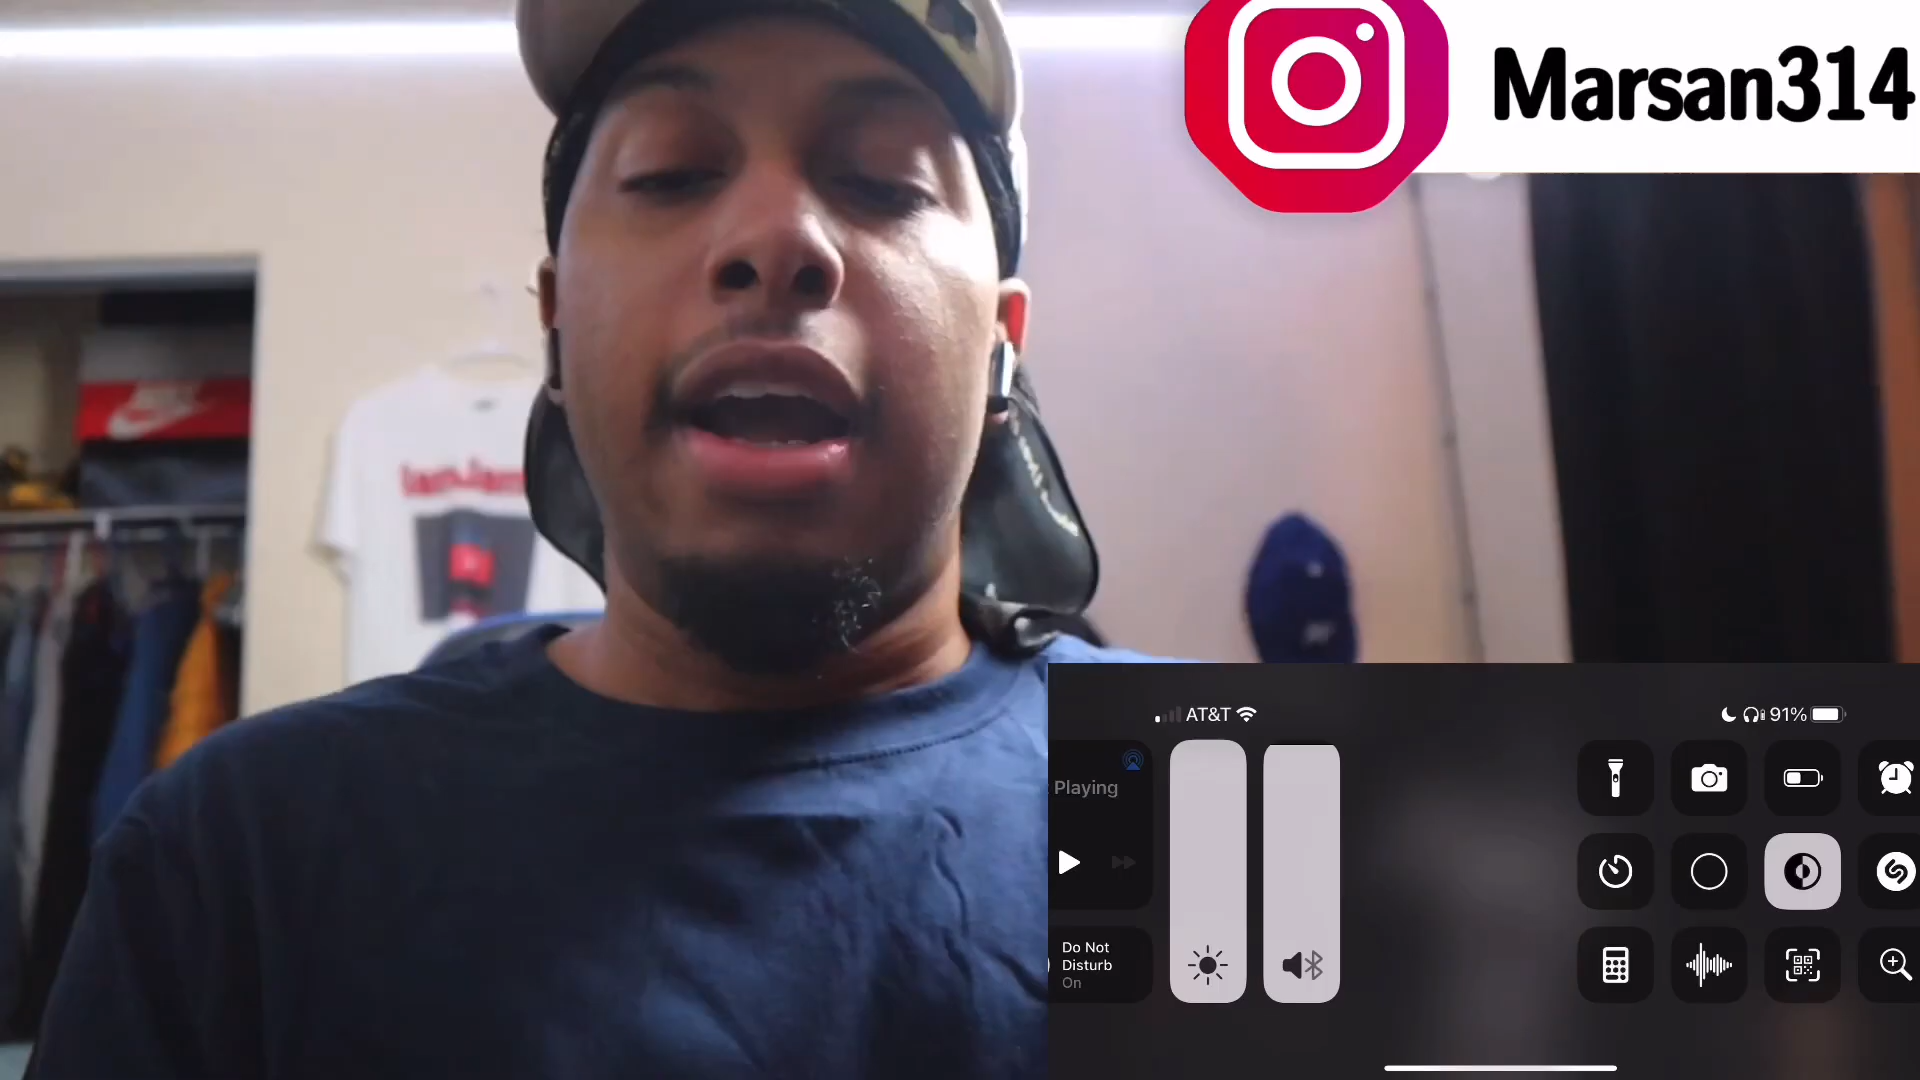 Marsan314
AT&T
91%
Playing
Do Not
Disturb
On